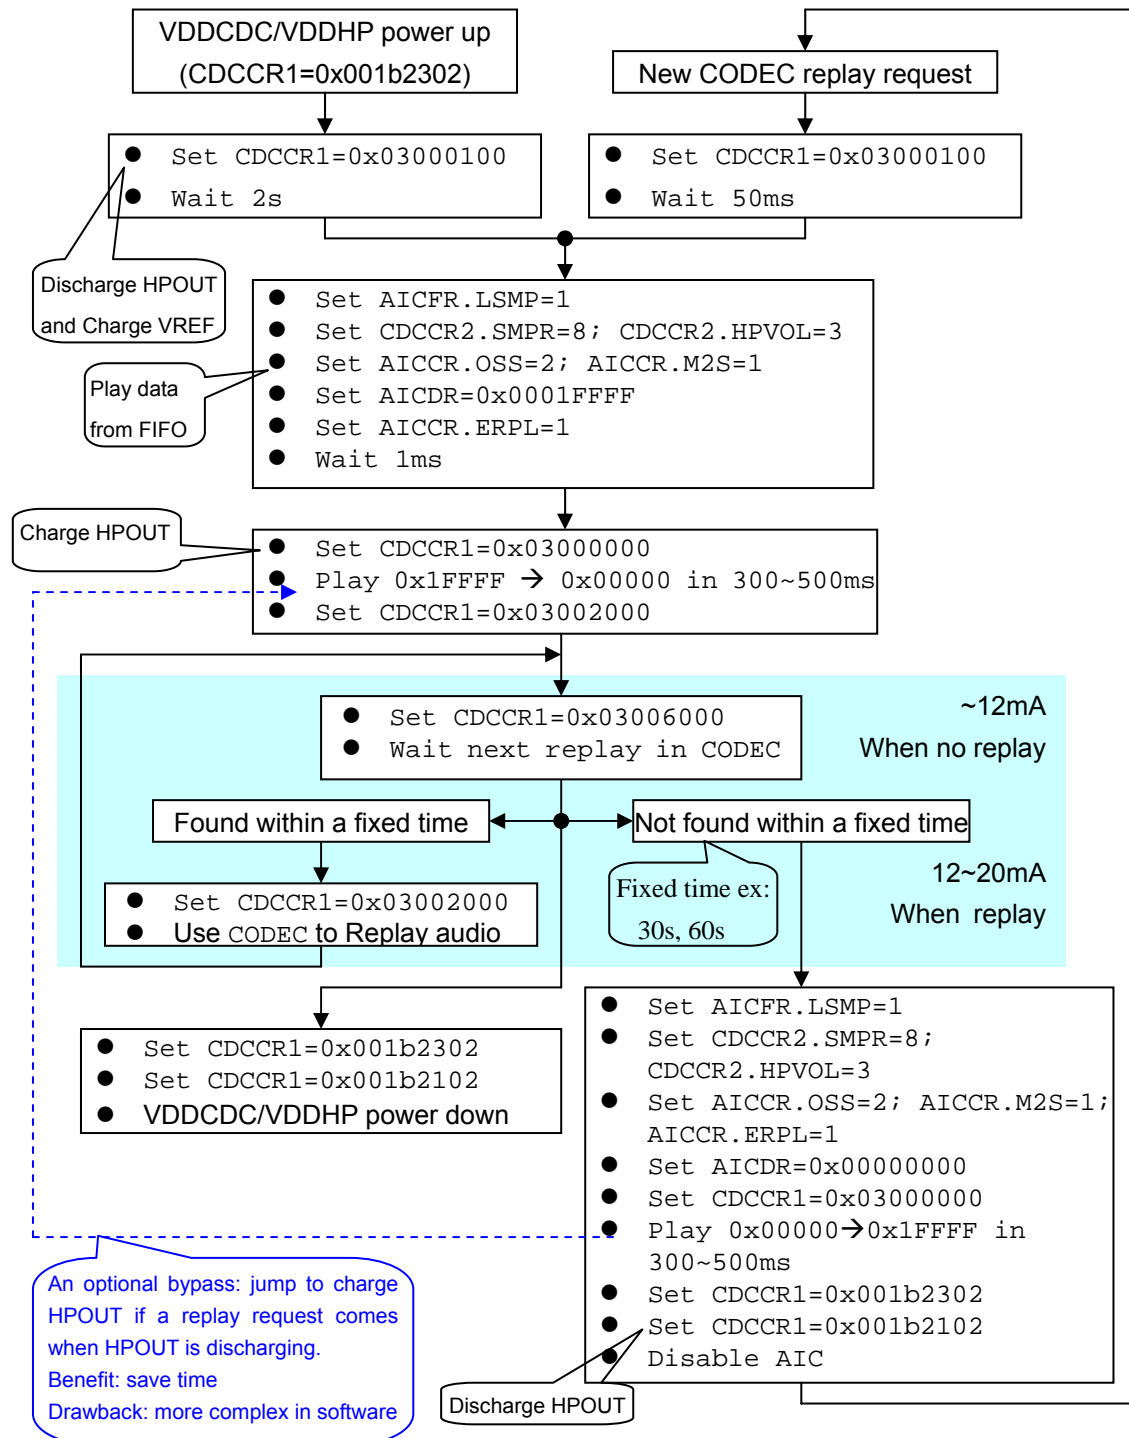 VDDCDC/VDDHP power up
(CDCCR1=0x001b2302)
New CODEC replay request
● Set CDCCR1=0x03000100
● Wait 2s
● Set CDCCR1=0x03000100
● Wait 50ms
Discharge HPOUT
and Charge VREF
● Set AICFR.LSMP=1
● Set CDCCR2.SMPR=8; CDCCR2.HPVOL=3
● Set AICCR.OSS=2; AICCR.M2S=1
● Set AICDR=0x0001FFFF
● Set AICCR.ERPL=1
● Wait 1ms
Play data
from FIFO
Charge HPOUT
● Set CDCCR1=0x03000000
● Play 0x1FFFF → 0x00000 in 300~500ms
● Set CDCCR1=0x03002000
● Set CDCCR1=0x03006000
● Wait next replay in CODEC
~12mA
When no replay
Found within a fixed time
Not found within a fixed time
Fixed time ex:
30s, 60s
12~20mA
When replay
● Set CDCCR1=0x03002000
● Use CODEC to Replay audio
● Set CDCCR1=0x001b2302
● Set CDCCR1=0x001b2102
● VDDCDC/VDDHP power down
● Set AICFR.LSMP=1
● Set CDCCR2.SMPR=8;
CDCCR2.HPVOL=3
● Set AICCR.OSS=2; AICCR.M2S=1;
AICCR.ERPL=1
● Set AICDR=0x00000000
● Set CDCCR1=0x03000000
● Play 0x00000→0x1FFFF in
300~500ms
● Set CDCCR1=0x001b2302
● Set CDCCR1=0x001b2102
● Disable AIC
Discharge HPOUT
An optional bypass: jump to charge
HPOUT if a replay request comes
when HPOUT is discharging.
Benefit: save time
Drawback: more complex in software